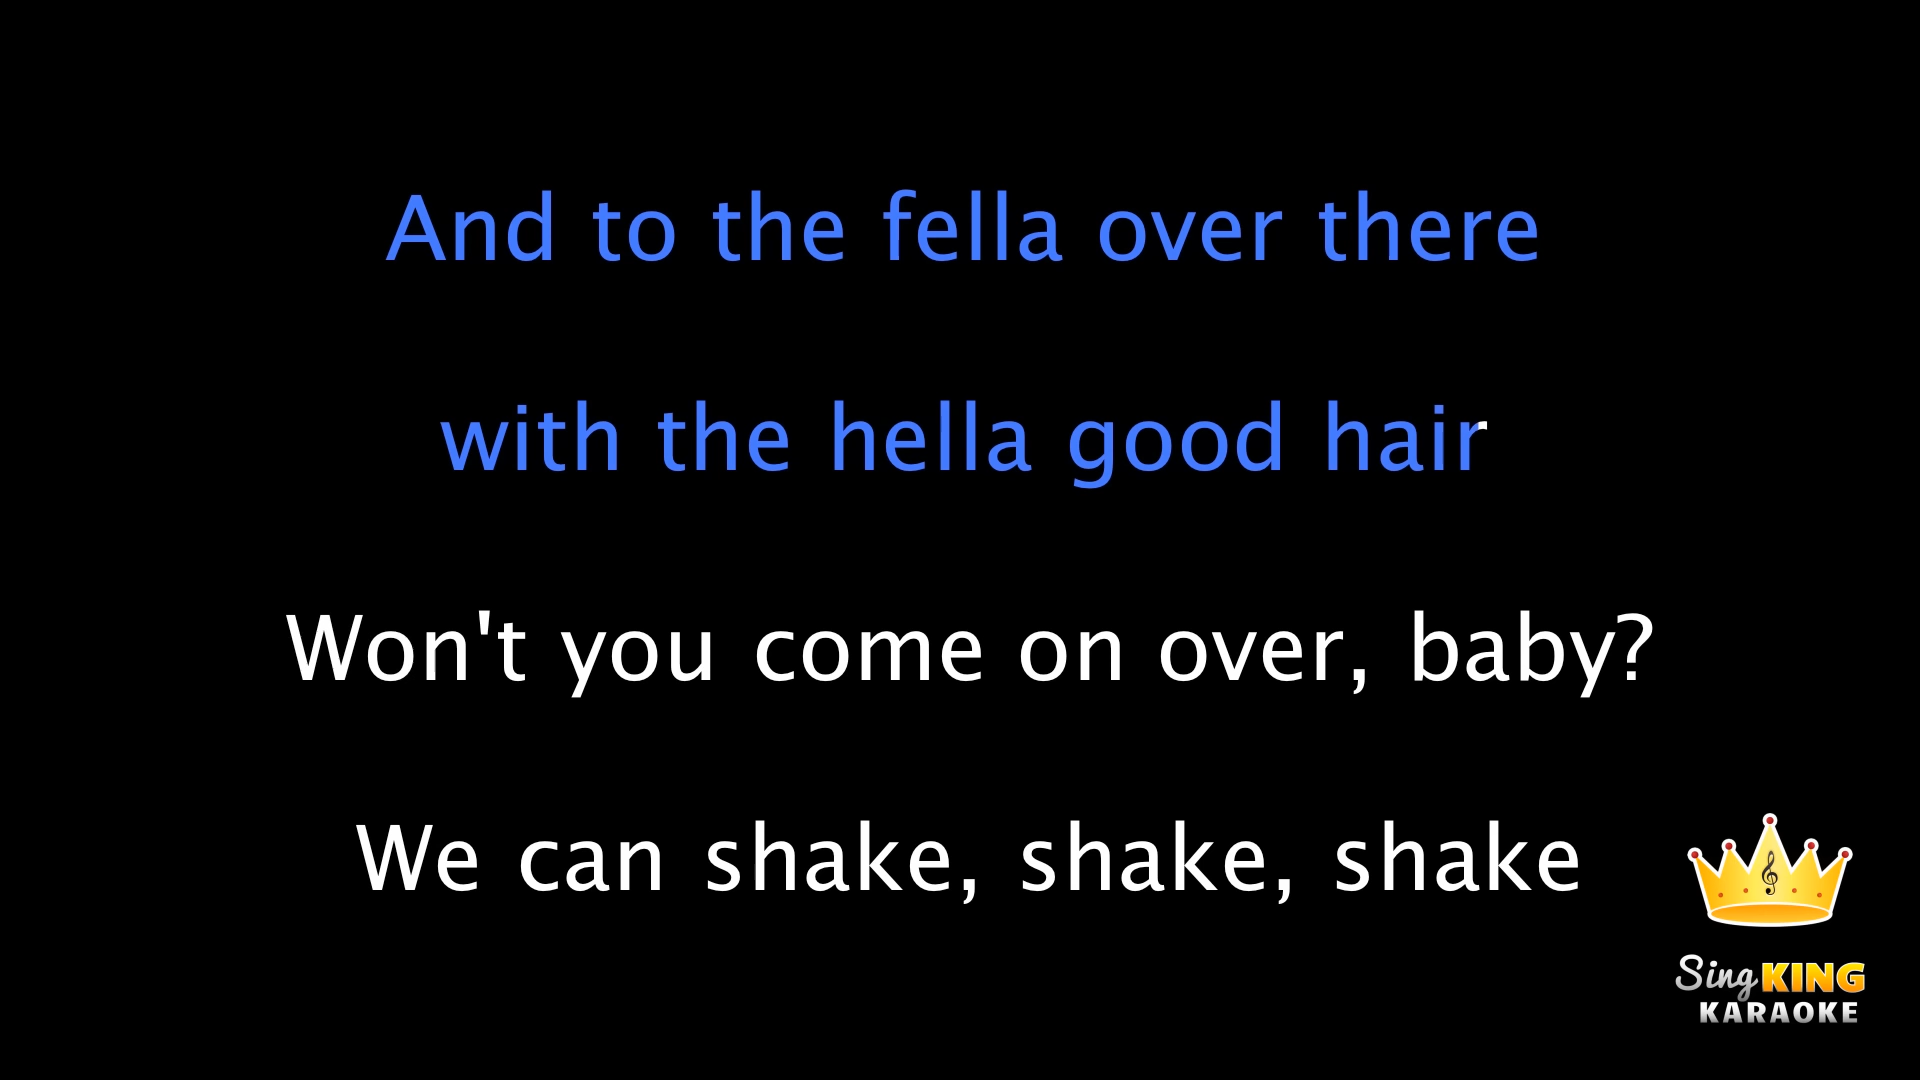 And to the fella over there
with the hella good hair
Won't you come on over, baby?
We can shake, shake, shake
Sing KING
KARAOKE